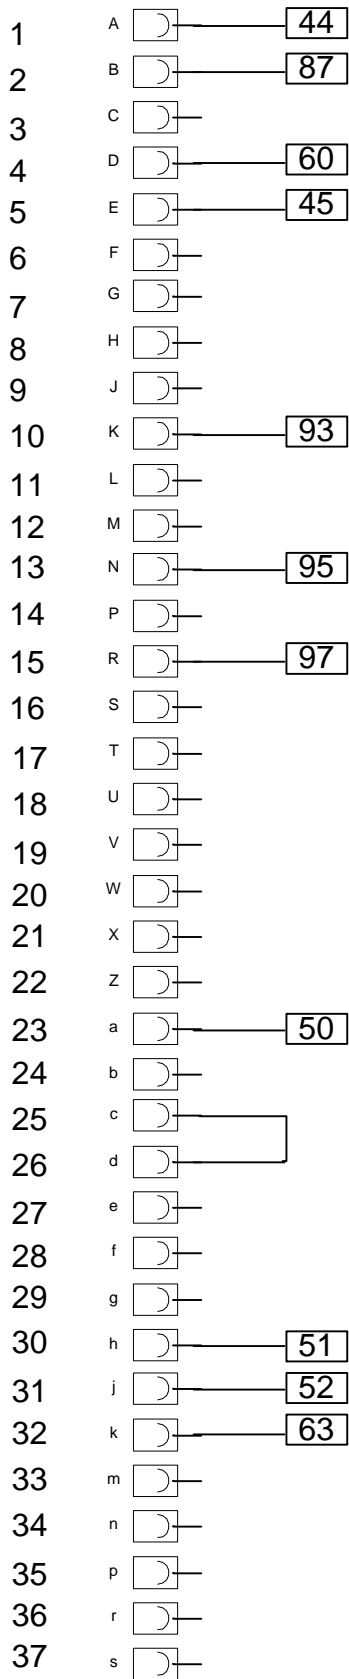 1 A 44
2 B 87
3 C
4 D 60
5 E 45
6 F
7 G
8 H
9 J
10 K 93
11 L
12 M
13 N 95
14 P
15 R 97
16 S
17 T
18 U
19 V
20 W
21 X
22 Z
23 a 50
24 b
25 c
26 d
27 e
28 f
29 g
30 h 51
31 j 52
32 k 63
33 m
34 n
35 p
36 r
37 s